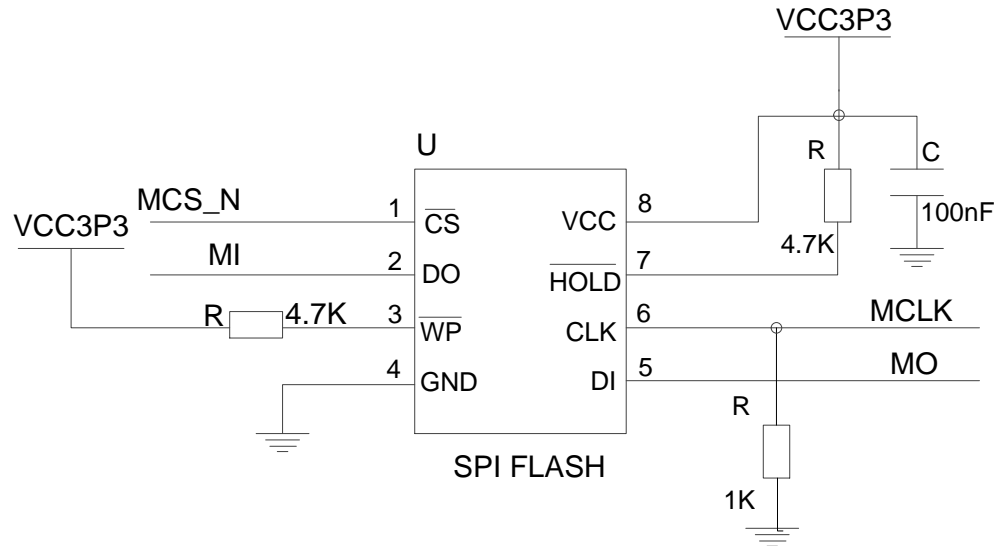 VCC3P3
U
R
C
MCS_N
1
CS
VCC
8
100nF
VCC3P3
MI
2
DO
HOLD
7
4.7K
R
4.7K
3
WP
CLK
6
MCLK
4
GND
DI
5
MO
R
SPI FLASH
1K